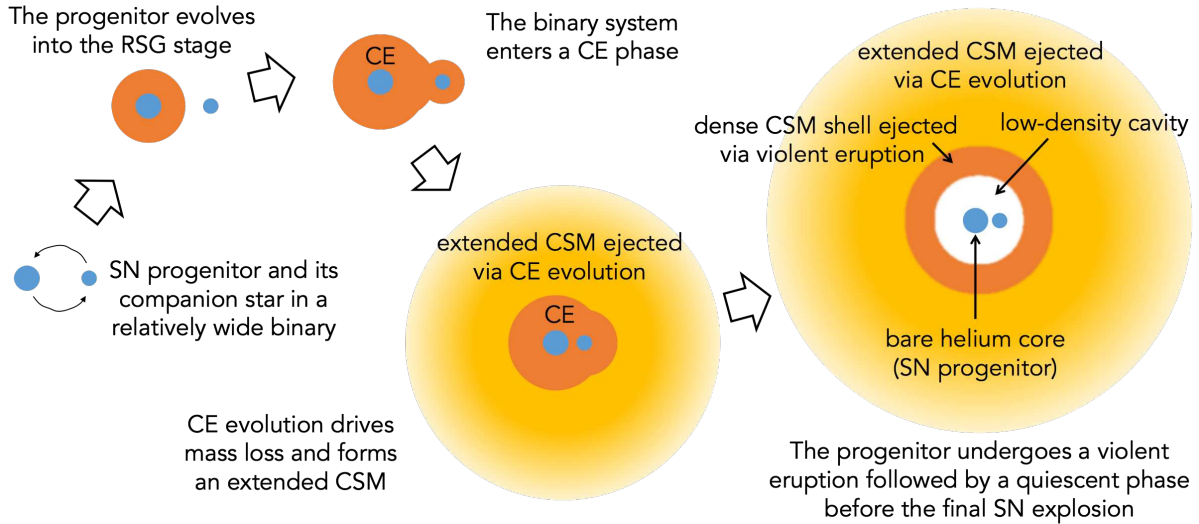 The progenitor evolves
into the RSG stage
CE
The binary system
enters a CE phase
SN progenitor and its
companion star in a
relatively wide binary
extended CSM ejected
via CE evolution
CE
CE evolution drives
mass loss and forms
an extended CSM
extended CSM ejected
via CE evolution
dense CSM shell ejected
via violent eruption
low-density cavity
bare helium core
(SN progenitor)
The progenitor undergoes a violent
eruption followed by a quiescent phase
before the final SN explosion